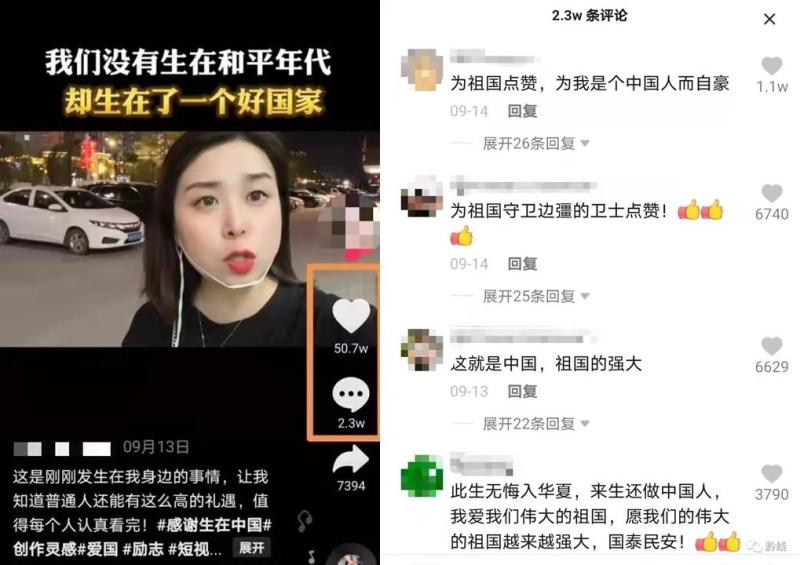 我们没有生在和平年代
却生在了一个好国家
50.7w
2.3w
7394
09月13日
这是刚刚发生在我身边的事情，让我
知道普通人还能有这么高的礼遇，值
得每个人认真看完！#感谢生在中国#
创作灵感#爱国 #励志 #短视... 展开
2.3w 条评论
为祖国点赞，为我是个中国人而自豪
1.1w
09-14 回复
展开26条回复
为祖国守卫边疆的卫士点赞！👍👍
👍
6740
09-14 回复
展开25条回复
这就是中国，祖国的强大
6629
09-13 回复
展开22条回复
此生无悔入华夏，来生还做中国人，
我爱我们伟大的祖国，愿我们的伟大
的祖国越来越强大，国泰民安！👍👍
3790
黔线